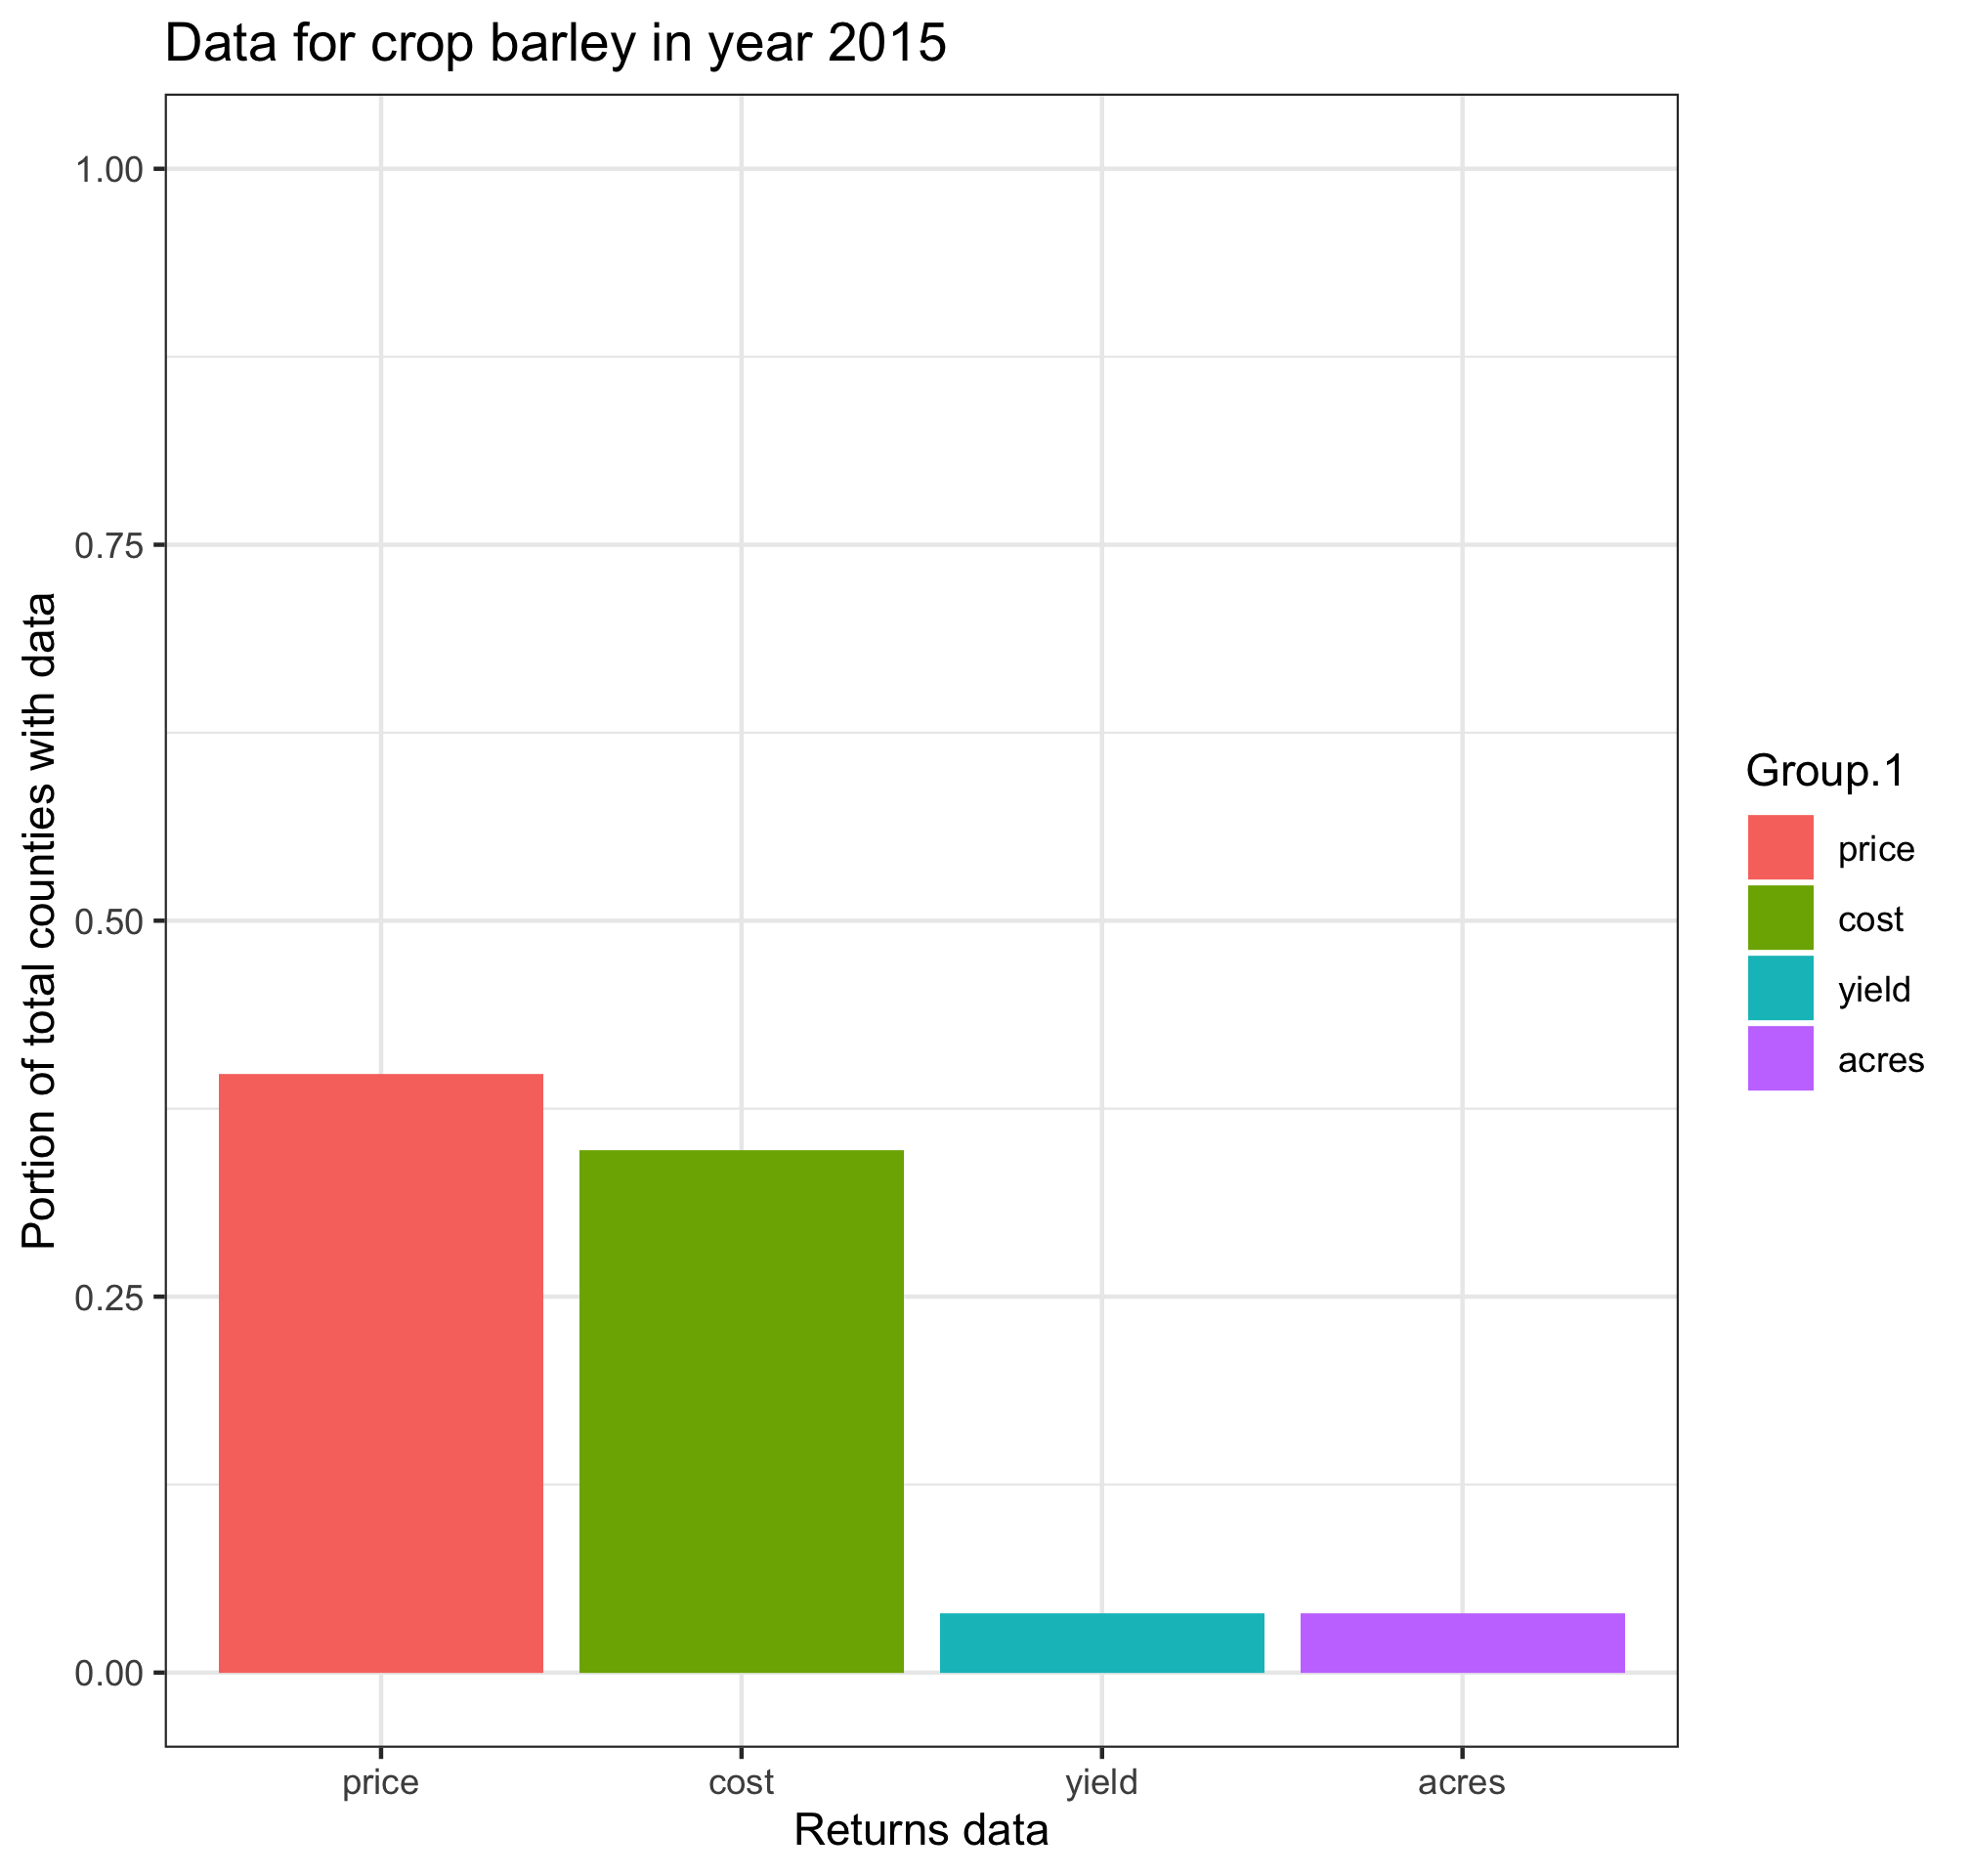 Data for crop barley in year 2015
Portion of total counties with data
1.00
0.75
0.50
0.25
0.00
price
cost
yield
acres
Returns data
Group.1
price
cost
yield
acres